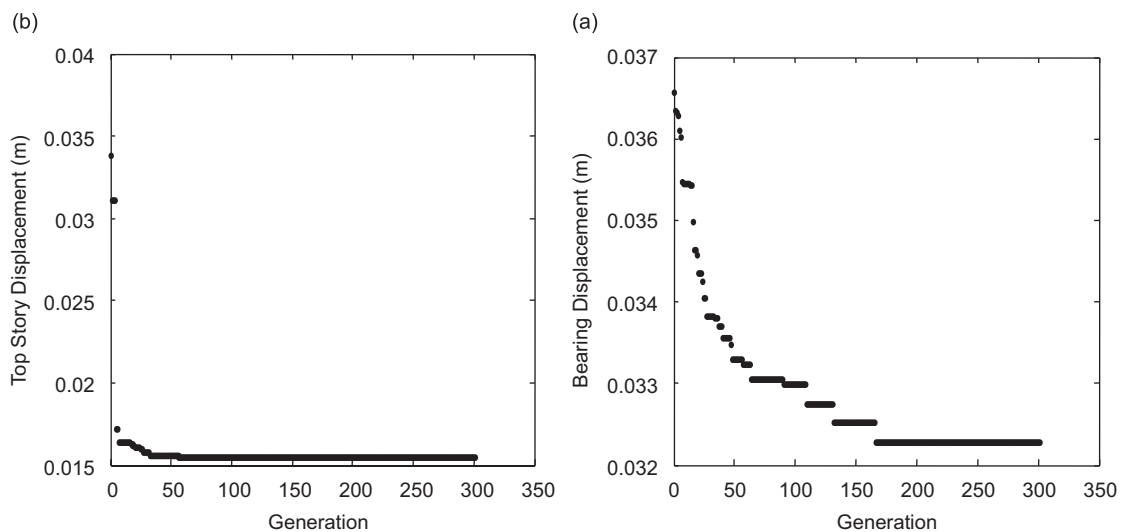 (b)
0.04
0.035
0.03
0.025
0.02
0.015
0 50 100 150 200 250 300 350
Top Story Displacement (m)
Generation
(a)
0.037
0.036
0.035
0.034
0.033
0.032
0 50 100 150 200 250 300 350
Bearing Displacement (m)
Generation